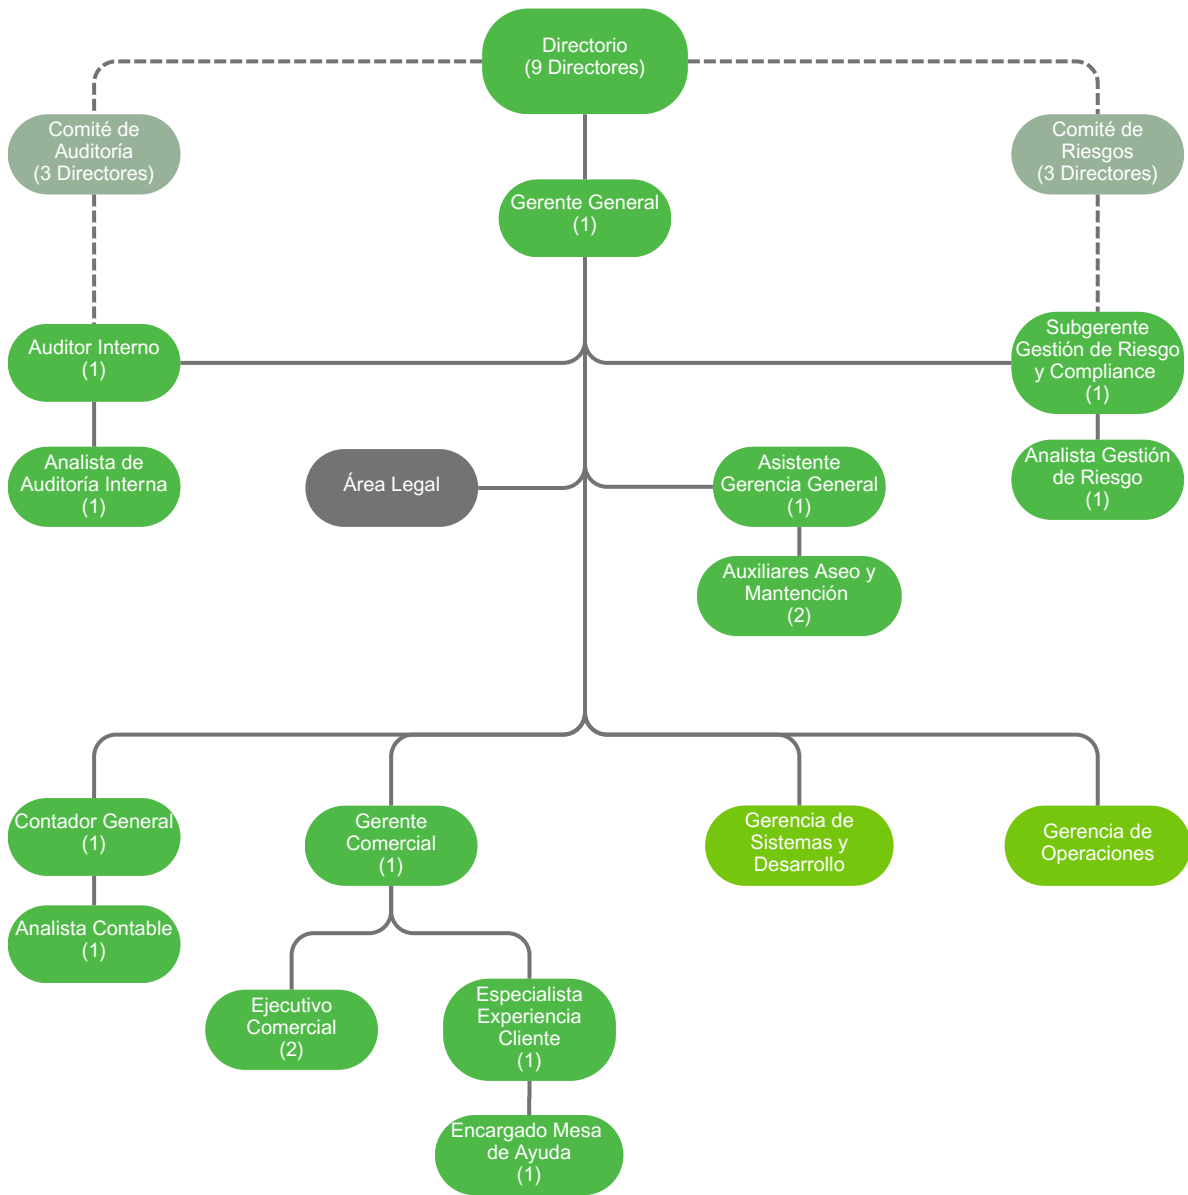 Directorio
(9 Directores)
Comité de
Auditoría
(3 Directores)
Comité de
Riesgos
(3 Directores)
Gerente General
(1)
Auditor Interno
(1)
Subgerente
Gestión de Riesgo
y Compliance
(1)
Analista de
Auditoría Interna
(1)
Área Legal
Asistente
Gerencia General
(1)
Analista Gestión
de Riesgo
(1)
Auxiliares Aseo y
Mantención
(2)
Contador General
(1)
Gerente
Comercial
(1)
Gerencia de
Sistemas y
Desarrollo
Gerencia de
Operaciones
Analista Contable
(1)
Ejecutivo
Comercial
(2)
Especialista
Experiencia
Cliente
(1)
Encargado Mesa
de Ayuda
(1)